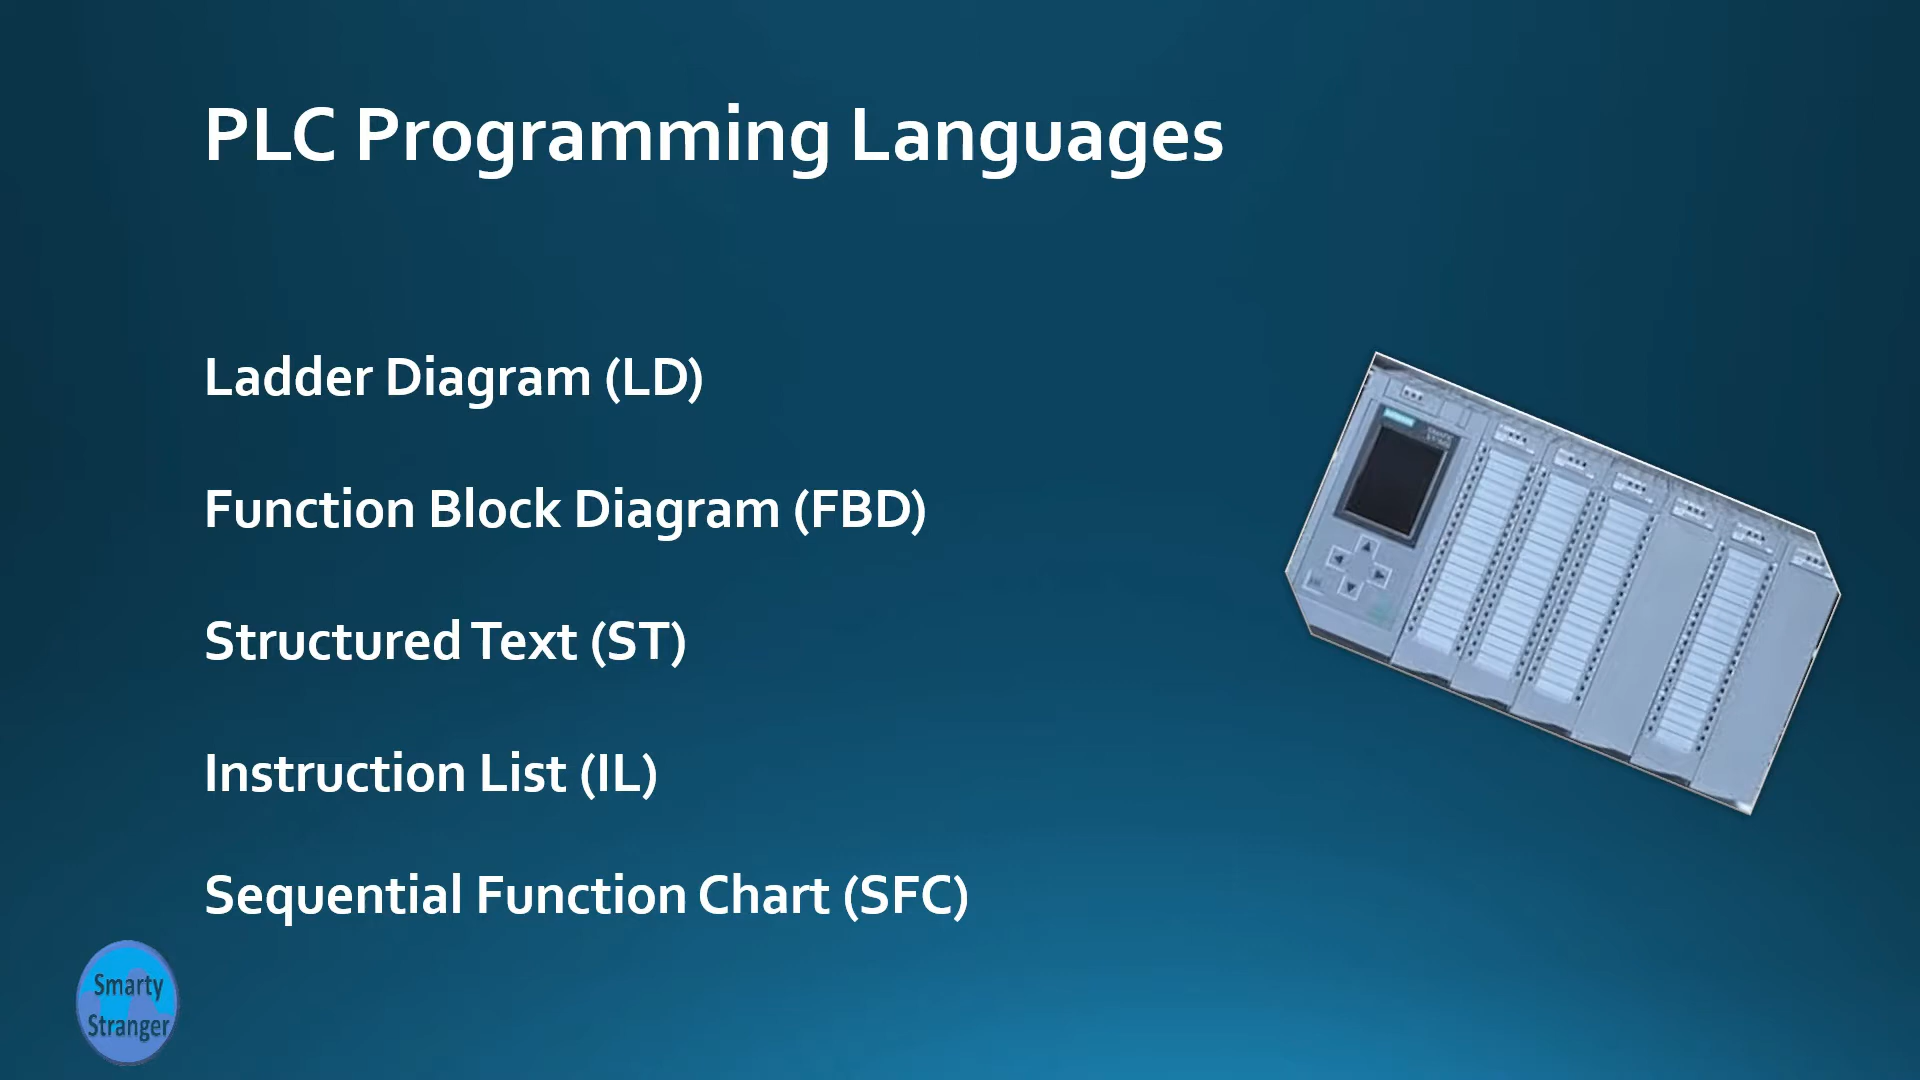 PLC Programming Languages
Ladder Diagram (LD)
Function Block Diagram (FBD)
Structured Text (ST)
Instruction List (IL)
Sequential Function Chart (SFC)
Smarty
Stranger